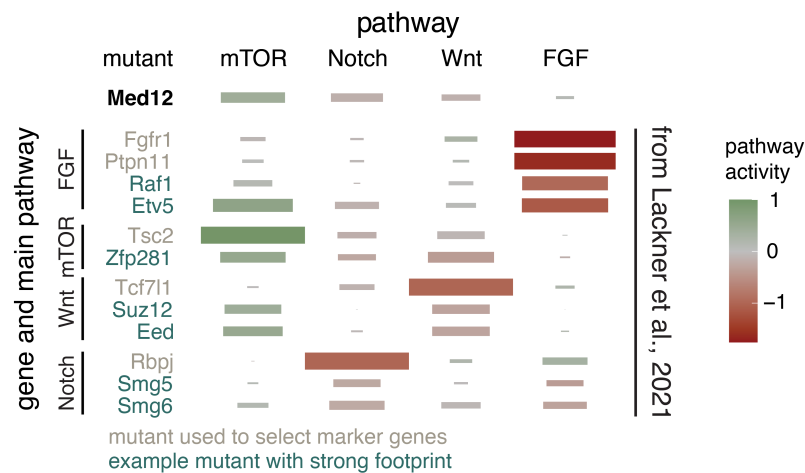 pathway
mutant mTOR Notch Wnt FGF
Med12
gene and main pathway
FGF
Fgfr1
Ptpn11
Raf1
Etv5
mTOR
Tsc2
Zfp281
Wnt
Tcf7l1
Suz12
Eed
Notch
Rbpj
Smg5
Smg6
from Lackner et al., 2021
pathway
activity
1
0
−1
mutant used to select marker genes
example mutant with strong footprint